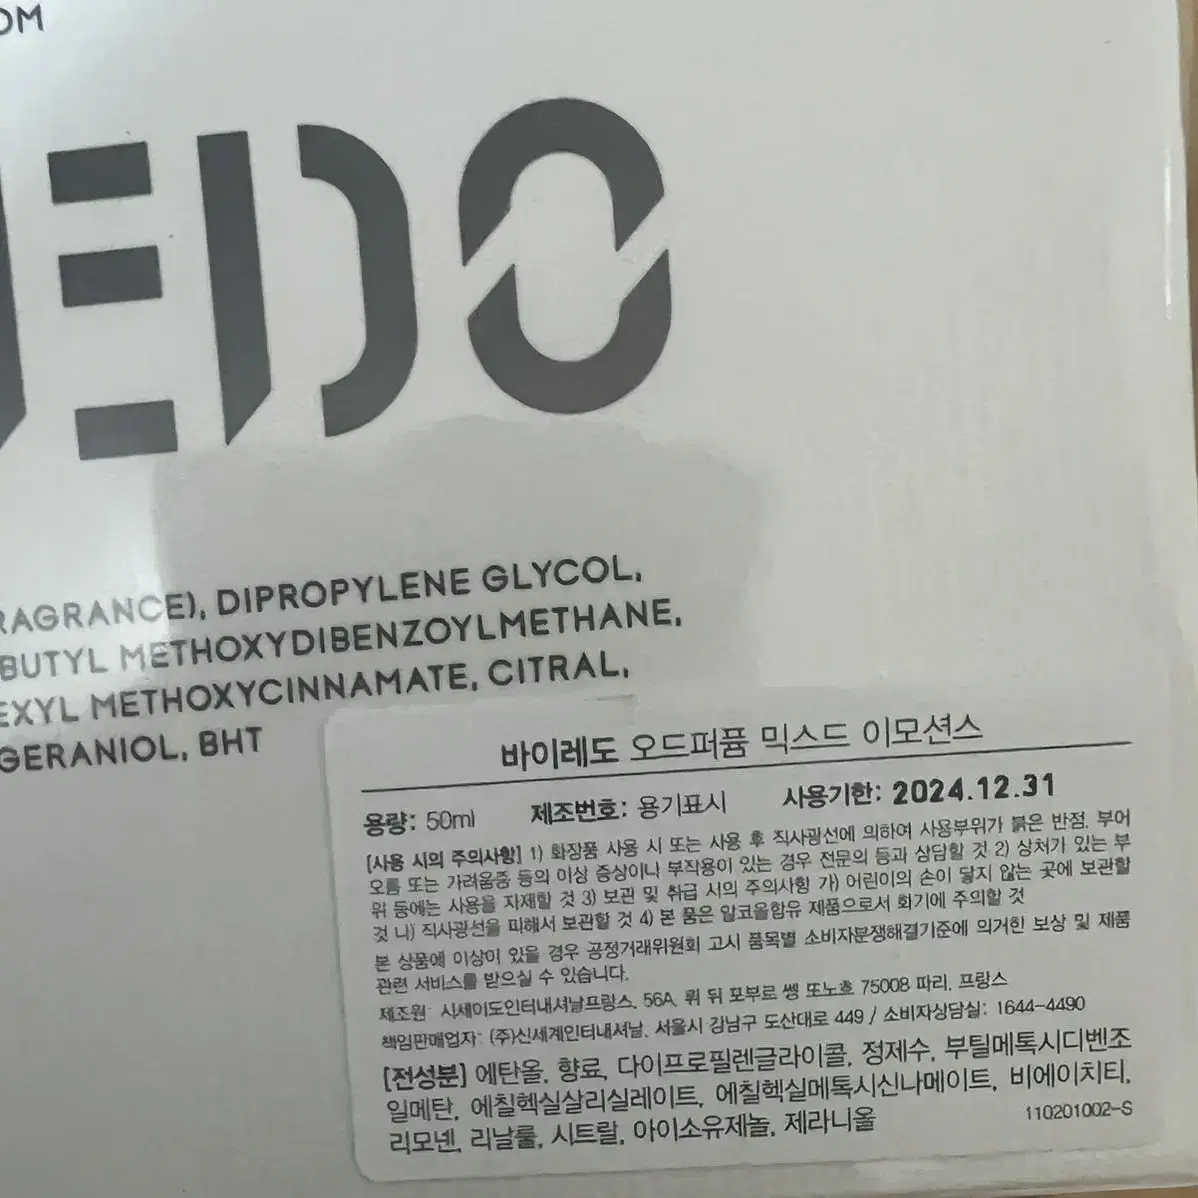 OM
EDO
RAGRANCE), DIPROPYLENE GLYCOL,
BUTYL METHOXYDIBENZOYLMETHANE,
EXYL METHOXYCINNAMATE, CITRAL,
GERANIOL, BHT
바이레도 오드퍼퓸 믹스드 이모션스
용량: 50ml 제조번호: 용기표시 사용기한: 2024.12.31
[사용 시의 주의사항] 1) 화장품 사용 시 또는 사용 후 직사광선에 의하여 사용부위가 붉은 반점, 부어
오름 또는 가려움증 등의 이상 증상이나 부작용이 있는 경우 전문의 등과 상담할 것 2) 상처가 있는 부
위 등에는 사용을 자제할 것 3) 보관 및 취급 시의 주의사항 가) 어린이의 손이 닿지 않는 곳에 보관할
것 나) 직사광선을 피해서 보관할 것 4) 본 품은 알코올함유 제품으로서 화기에 주의할 것
본 상품에 이상이 있을 경우 공정거래위원회 고시 품목별 소비자분쟁해결기준에 의거한 보상 및 제품
관련 서비스를 받으실 수 있습니다.
제조원: 시세이도인터내셔날프랑스, 56A, 뤼 뒤 포부르 쌩 또노호 75008 파리, 프랑스
책임판매업자: (주)신세계인터내셔날, 서울시 강남구 도산대로 449 / 소비자상담실: 1644-4490
[전성분] 에탄올, 향료, 다이프로필렌글라이콜, 정제수, 부틸메톡시디벤조
일메탄, 에칠헥실살리실레이트, 에칠헥실메톡시신나메이트, 비에이치티,
리모넨, 리날룰, 시트랄, 아이소유제놀, 제라니올
110201002-S